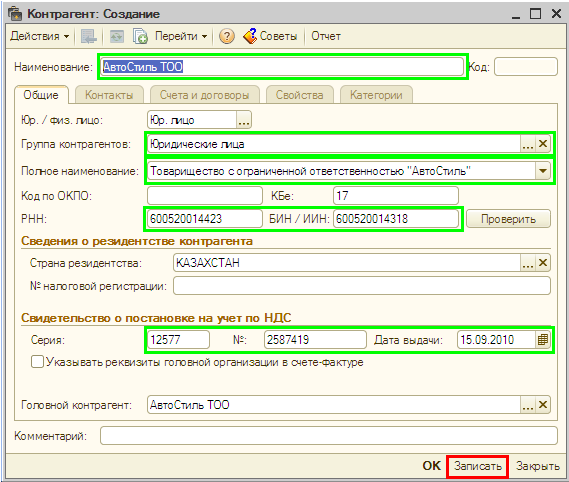 Контрагент: Создание
Действия Перейти ? Советы Отчет
Наименование: АвтоСтиль ТОО Код:
Общие Контакты Счета и договоры Свойства Категории
Юр. / физ. лицо: Юр. лицо ...
Группа контрагентов: Юридические лица ... ×
Полное наименование: Товарищество с ограниченной ответственностью "АвтоСтиль"
Код по ОКПО: КБе: 17
РНН: 600520014423 БИН / ИИН: 600520014318 Проверить
Сведения о резидентстве контрагента
Страна резидентства: КАЗАХСТАН ... ×
№ налоговой регистрации:
Свидетельство о постановке на учет по НДС
Серия: 12577 №: 2587419 Дата выдачи: 15.09.2010
Указывать реквизиты головной организации в счете-фактуре
Головной контрагент: АвтоСтиль ТОО ... ×
Комментарий:
OK Записать Закрыть